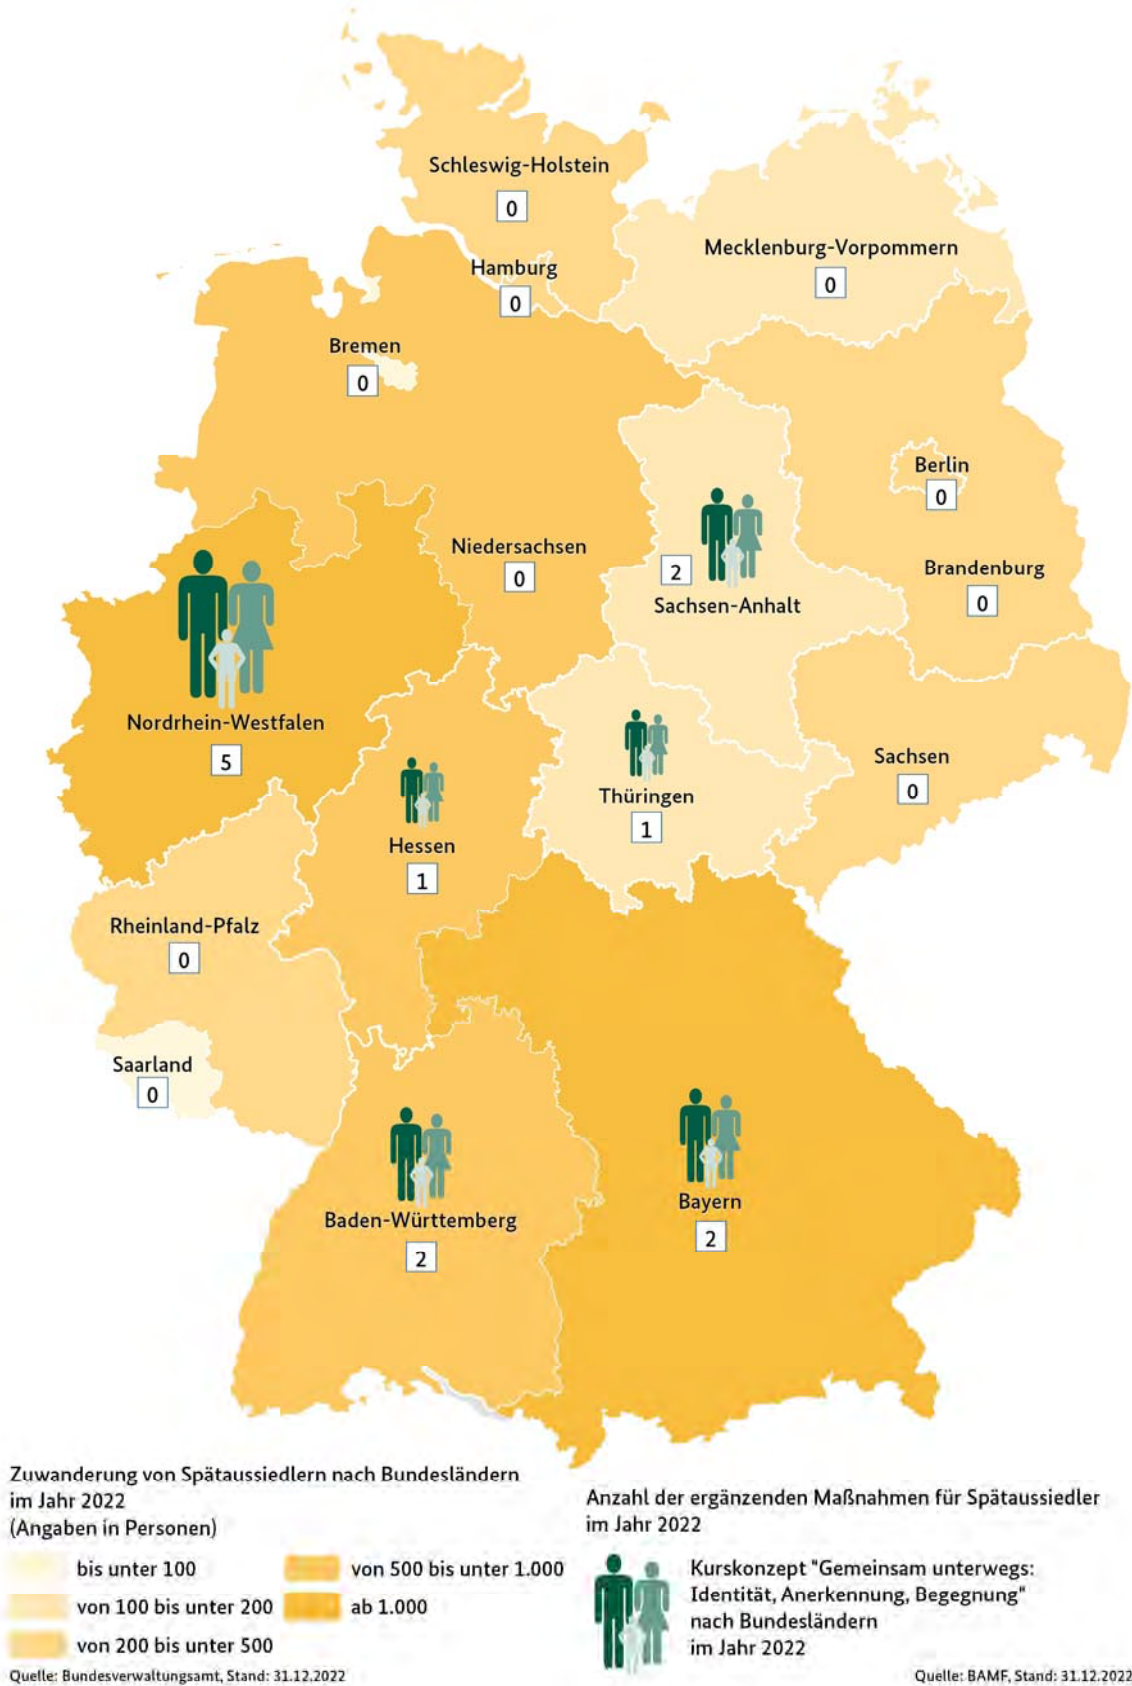 Schleswig-Holstein
0
Mecklenburg-Vorpommern
0
Hamburg
0
Bremen
0
Berlin
0
Niedersachsen
0
2
Sachsen-Anhalt
Brandenburg
0
Nordrhein-Westfalen
5
Sachsen
0
Thüringen
1
Hessen
1
Rheinland-Pfalz
0
Saarland
0
Baden-Württemberg
2
Bayern
2
Zuwanderung von Spätaussiedlern nach Bundesländern
im Jahr 2022
(Angaben in Personen)
bis unter 100
von 100 bis unter 200
von 200 bis unter 500
von 500 bis unter 1.000
ab 1.000
Quelle: Bundesverwaltungsamt, Stand: 31.12.2022
Anzahl der ergänzenden Maßnahmen für Spätaussiedler
im Jahr 2022
Kurskonzept "Gemeinsam unterwegs:
Identität, Anerkennung, Begegnung"
nach Bundesländern
im Jahr 2022
Quelle: BAMF, Stand: 31.12.2022